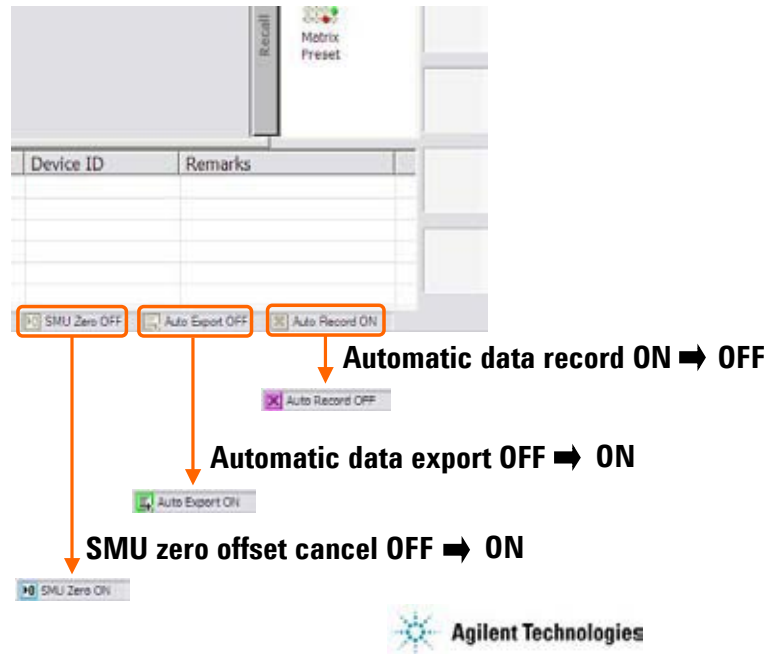 Recall
Matrix
Preset
Device ID
Remarks
SMU Zero OFF
Auto Export OFF
Auto Record ON
Automatic data record ON ➡ OFF
Auto Record OFF
Automatic data export OFF ➡ ON
Auto Export ON
SMU zero offset cancel OFF ➡ ON
SMU Zero ON
Agilent Technologies